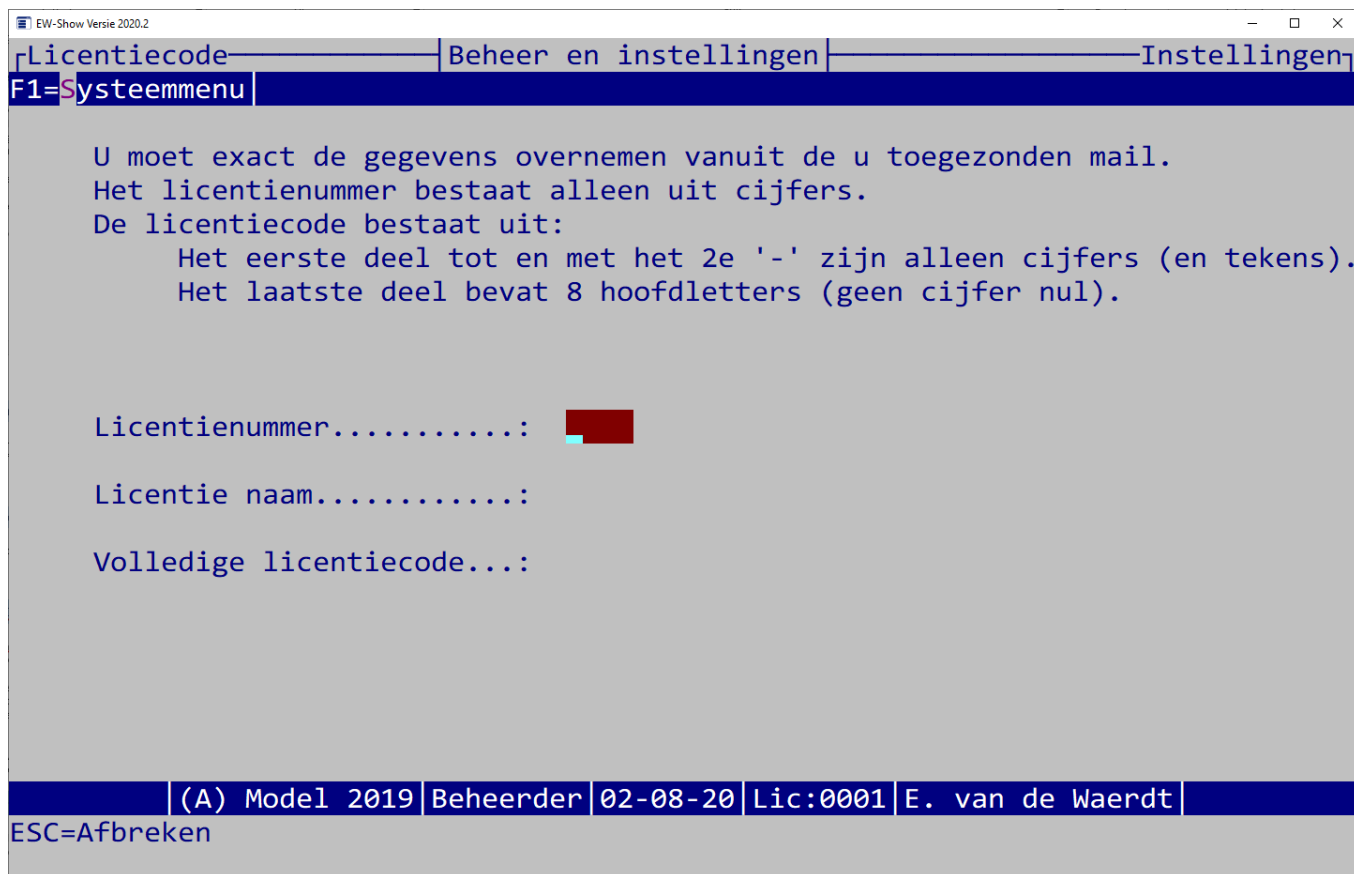 EW-Show Versie 2020.2
Licentiecode Beheer en instellingen Instellingen
F1=Systeemmenu
U moet exact de gegevens overnemen vanuit de u toegezonden mail.
Het licentienummer bestaat alleen uit cijfers.
De licentiecode bestaat uit:
Het eerste deel tot en met het 2e '-' zijn alleen cijfers (en tekens).
Het laatste deel bevat 8 hoofdletters (geen cijfer nul).
Licentienummer...........:
Licentie naam............:
Volledige licentiecode...:
(A) Model 2019|Beheerder|02-08-20|Lic:0001|E. van de Waerdt|
ESC=Afbreken